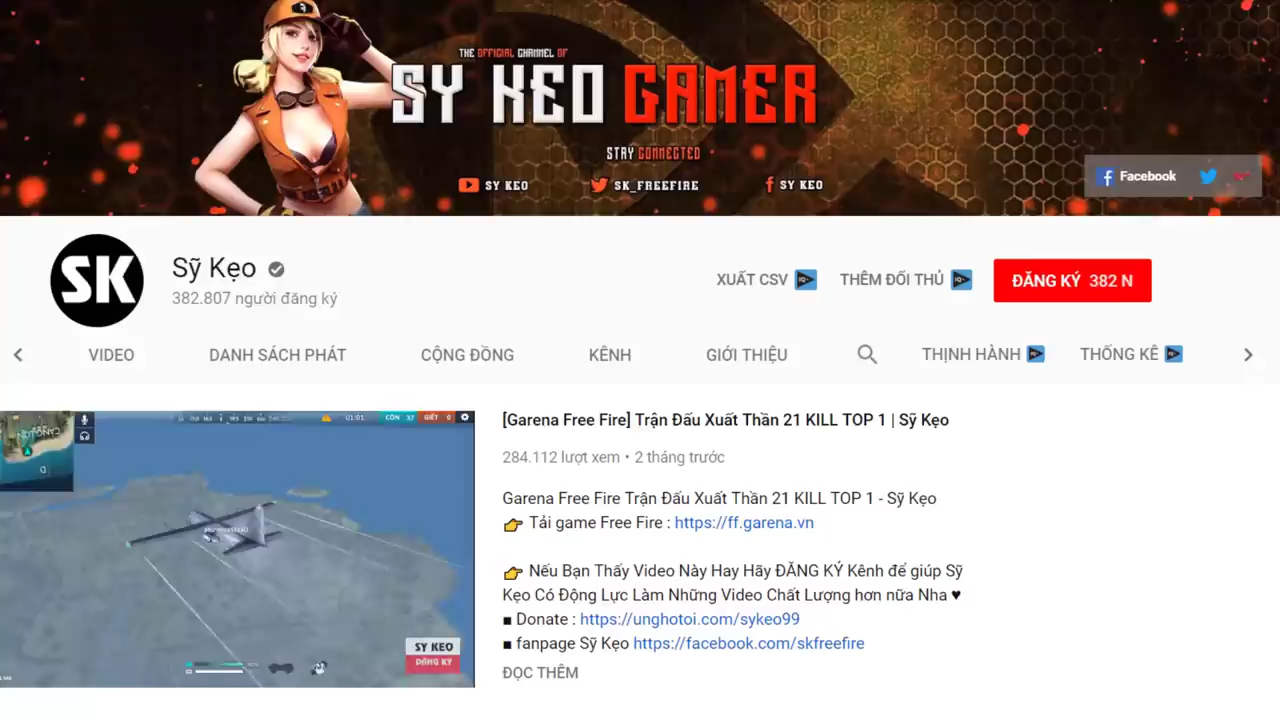 THE OFFICIAL CHANNEL OF
SY KEO GAMER
STAY CONNECTED
SY KEO
SK_FREEFIRE
SY KEO
Facebook
SK
Sỹ Kẹo
382.807 người đăng ký
XUẤT CSV
THÊM ĐỐI THỦ
ĐĂNG KÝ 382 N
VIDEO
DANH SÁCH PHÁT
CỘNG ĐỒNG
KÊNH
GIỚI THIỆU
THỊNH HÀNH
THỐNG KÊ
01:01
CÒN 37
GIẾT 0
SY KEO
ĐĂNG KÝ
[Garena Free Fire] Trận Đấu Xuất Thần 21 KILL TOP 1 | Sỹ Kẹo
284.112 lượt xem • 2 tháng trước
Garena Free Fire Trận Đấu Xuất Thần 21 KILL TOP 1 - Sỹ Kẹo
👉 Tải game Free Fire : https://ff.garena.vn
👉 Nếu Bạn Thấy Video Này Hay Hãy ĐĂNG KÝ Kênh để giúp Sỹ
Kẹo Có Động Lực Làm Những Video Chất Lượng hơn nữa Nha ♥
■ Donate : https://unghotoi.com/sykeo99
■ fanpage Sỹ Kẹo https://facebook.com/skfreefire
ĐỌC THÊM